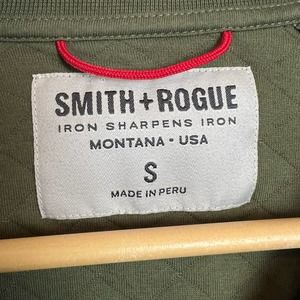 SMITH+ROGUE
IRON SHARPENS IRON
MONTANA • USA
S
MADE IN PERU